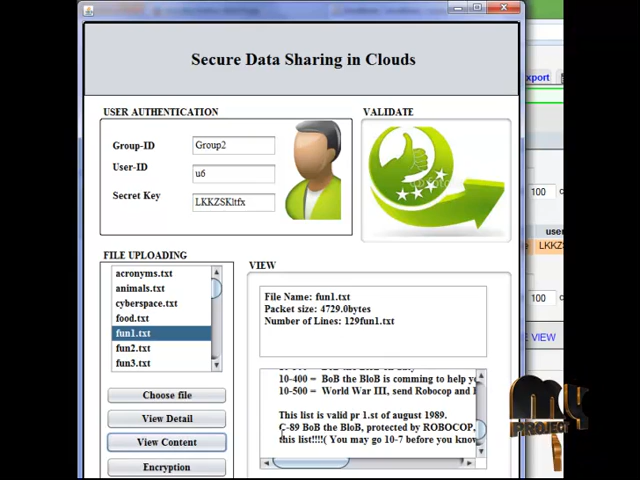 Secure Data Sharing in Clouds
USER AUTHENTICATION
VALIDATE
Group-ID
Group2
User-ID
u6
Secret Key
LKKZSKltfx
FILE UPLOADING
acronyms.txt
animals.txt
cyberspace.txt
food.txt
fun1.txt
fun2.txt
fun3.txt
Choose file
View Detail
View Content
Encryption
VIEW
File Name: fun1.txt
Packet size: 4729.0bytes
Number of Lines: 129fun1.txt
10-400 = BoB the BloB is comming to help yo
10-500 = World War III, send Robocop and
This list is valid pr 1.st of august 1989.
C-89 BoB the BloB, protected by ROBOCOP,
this list!!!!( You may go 10-7 before you know
xport
100
user
LKKZ
100
VIEW
MY
PROJECT